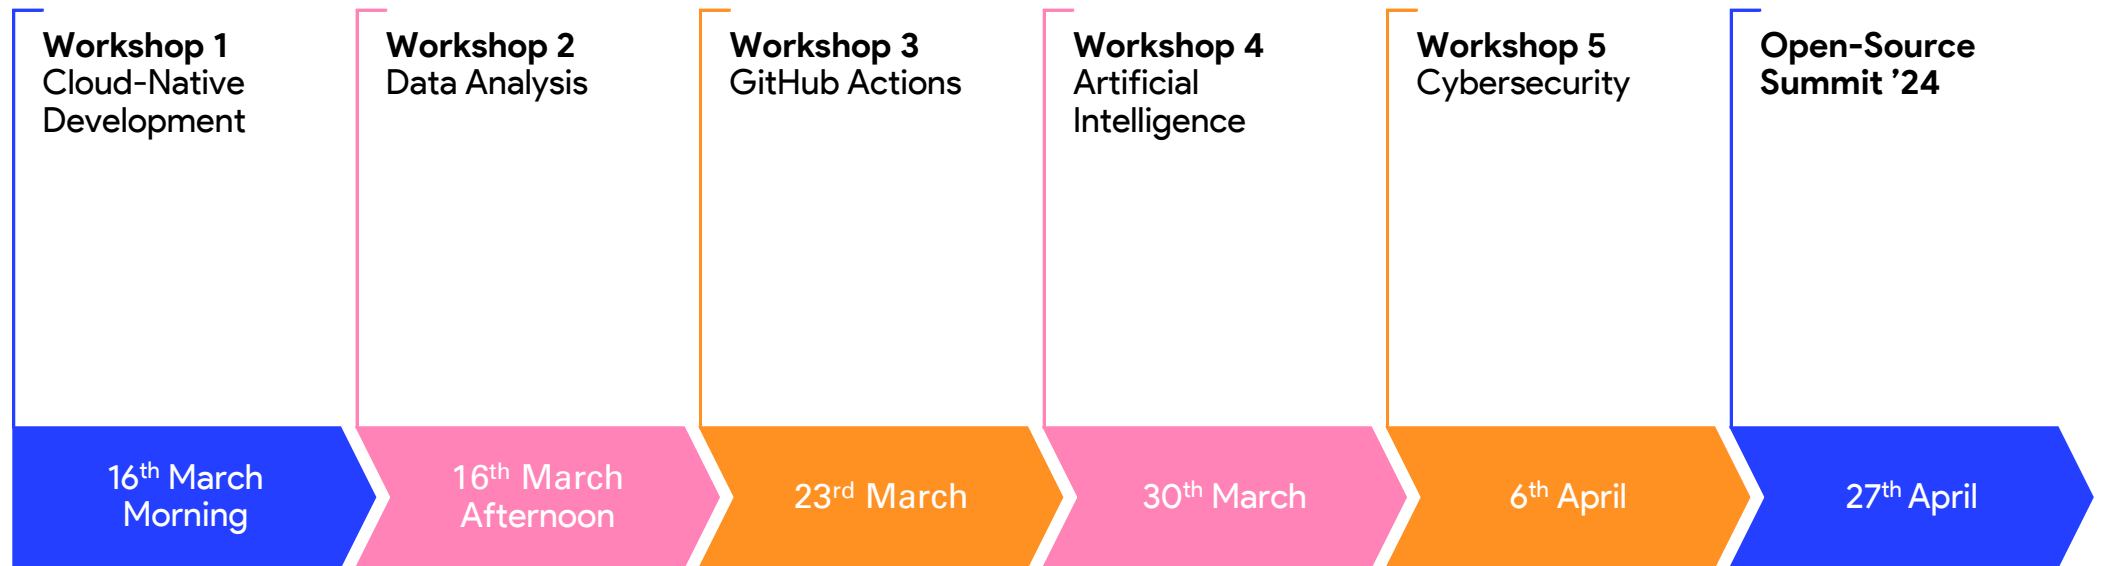 Workshop 1
Cloud-Native
Development
Workshop 2
Data Analysis
Workshop 3
GitHub Actions
Workshop 4
Artificial
Intelligence
Workshop 5
Cybersecurity
Open-Source
Summit ’24
16th March
Morning
16th March
Afternoon
23rd March
30th March
6th April
27th April